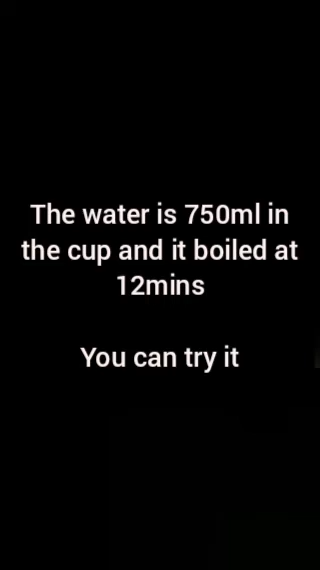 The water is 750ml in
the cup and it boiled at
12mins
You can try it